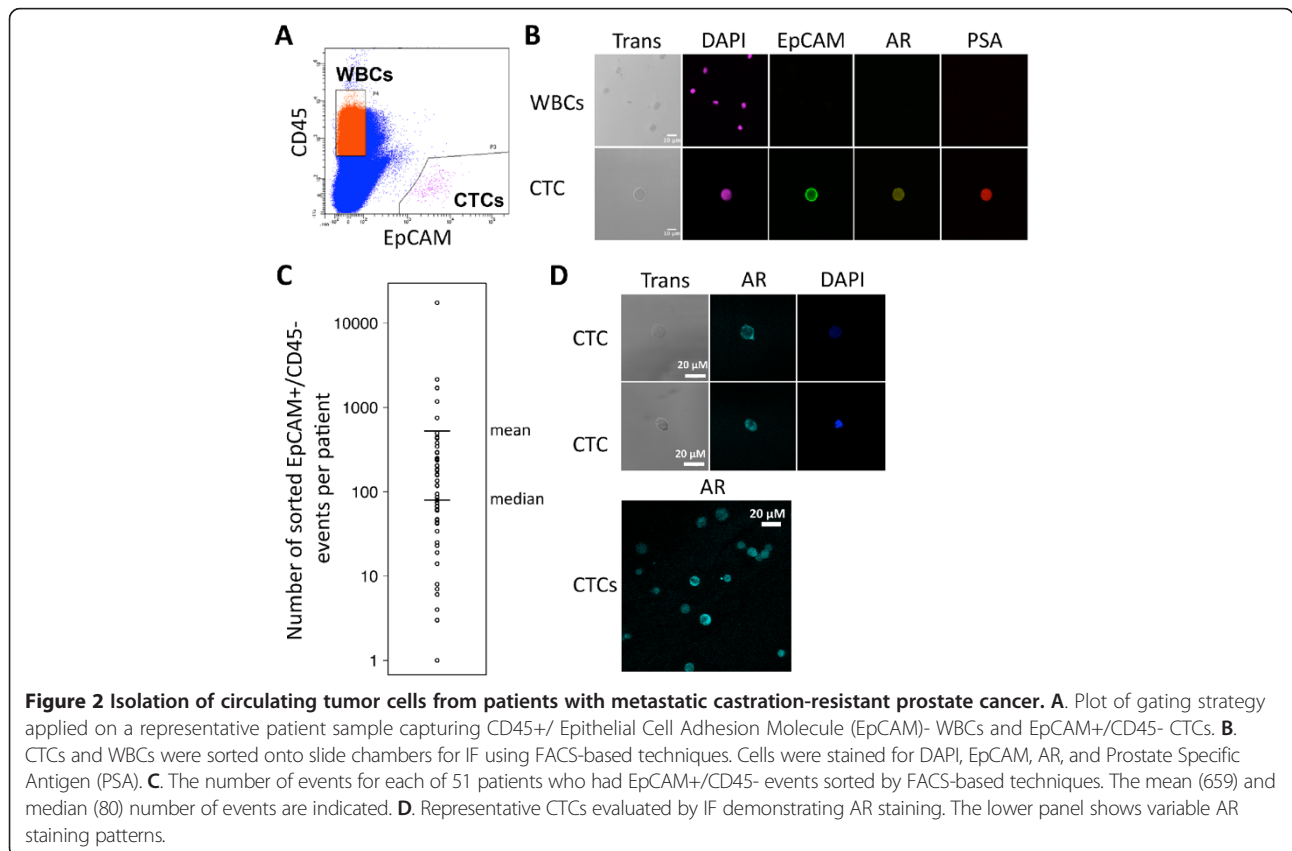 A
WBCs
P4
CD45
P3
CTCs
EpCAM
B
Trans DAPI EpCAM AR PSA
WBCs
10 µM
CTC
10 µM
C
Number of sorted EpCAM+/CD45-
events per patient
10000
1000
mean
100
median
10
1
D
Trans AR DAPI
CTC
20 µM
CTC
20 µM
AR
20 µM
CTCs
Figure 2 Isolation of circulating tumor cells from patients with metastatic castration-resistant prostate cancer. A. Plot of gating strategy
applied on a representative patient sample capturing CD45+/ Epithelial Cell Adhesion Molecule (EpCAM)- WBCs and EpCAM+/CD45- CTCs. B.
CTCs and WBCs were sorted onto slide chambers for IF using FACS-based techniques. Cells were stained for DAPI, EpCAM, AR, and Prostate Specific
Antigen (PSA). C. The number of events for each of 51 patients who had EpCAM+/CD45- events sorted by FACS-based techniques. The mean (659) and
median (80) number of events are indicated. D. Representative CTCs evaluated by IF demonstrating AR staining. The lower panel shows variable AR
staining patterns.